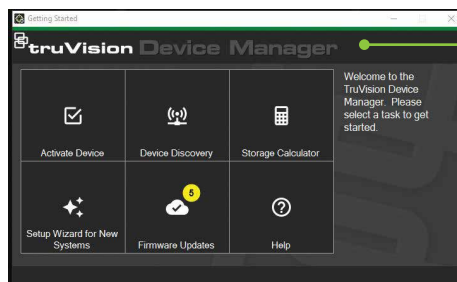 Getting Started
truVision Device Manager
Welcome to the
TruVision Device
Manager. Please
select a task to get
started.
Activate Device
Device Discovery
Storage Calculator
5
Setup Wizard for New
Systems
Firmware Updates
Help